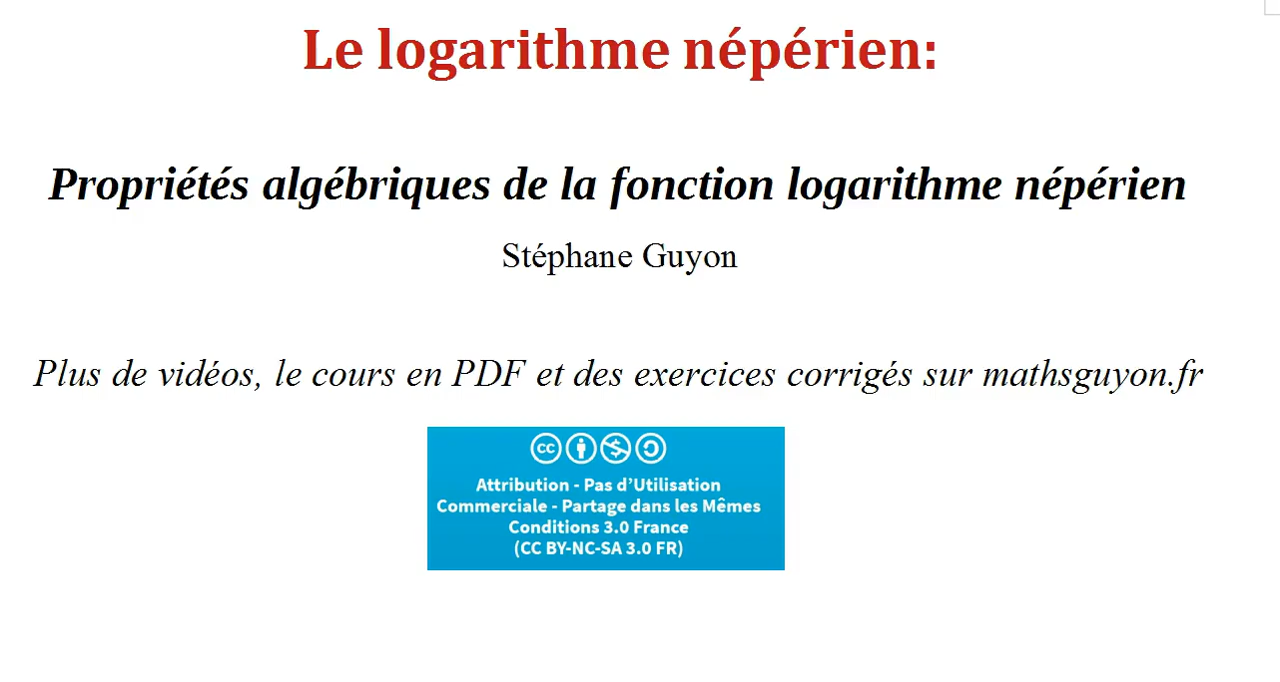 Le logarithme népérien:
Propriétés algébriques de la fonction logarithme népérien
Stéphane Guyon
Plus de vidéos, le cours en PDF et des exercices corrigés sur mathsguyon.fr
cc
Attribution - Pas d’Utilisation
Commerciale - Partage dans les Mêmes
Conditions 3.0 France
(CC BY-NC-SA 3.0 FR)